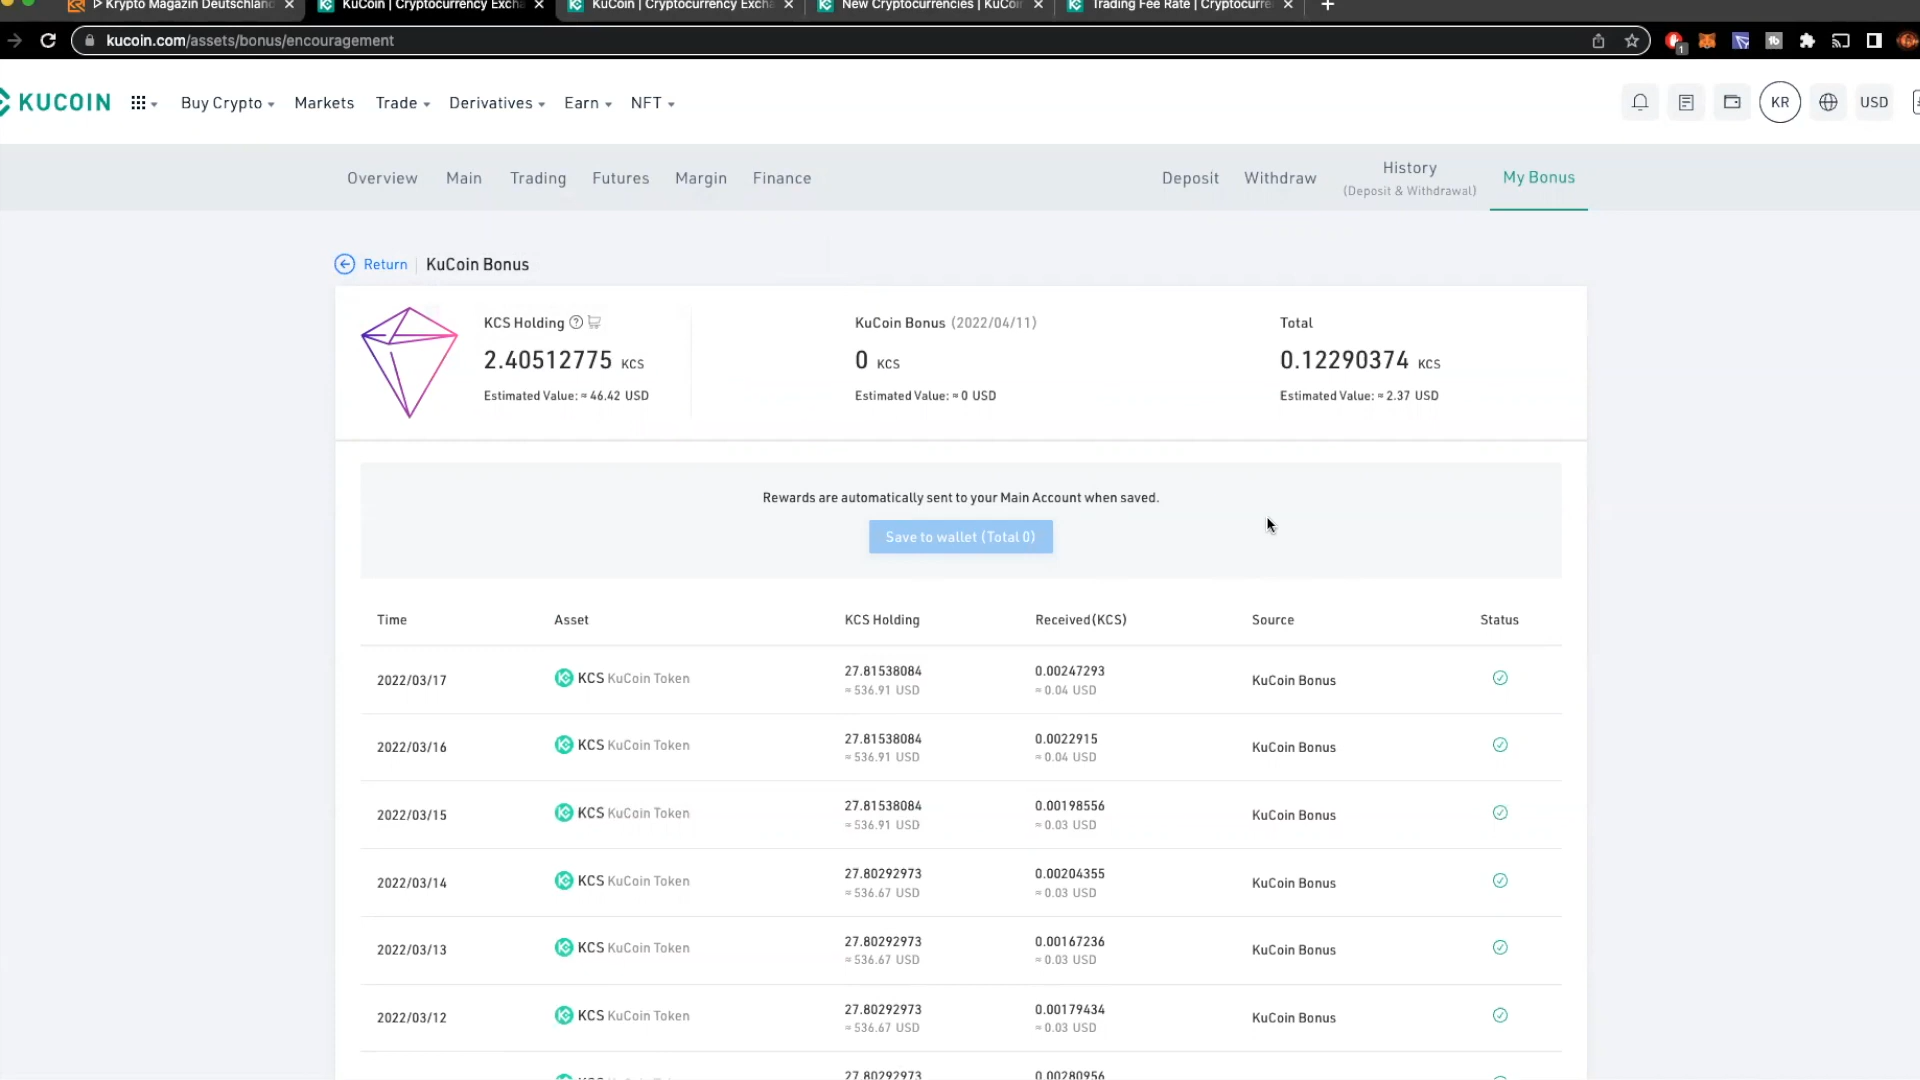 Krypto Magazin Deutschland
KuCoin | Cryptocurrency Excha
KuCoin | Cryptocurrency Excha
New Cryptocurrencies | KuCoin
Trading Fee Rate | Cryptocurre
kucoin.com/assets/bonus/encouragement
1
KUCOIN
Buy Crypto
Markets
Trade
Derivatives
Earn
NFT
KR
USD
Overview
Main
Trading
Futures
Margin
Finance
Deposit
Withdraw
History
(Deposit & Withdrawal)
My Bonus
Return | KuCoin Bonus
KCS Holding
2.40512775 KCS
Estimated Value: ≈ 46.42 USD
KuCoin Bonus (2022/04/11)
0 KCS
Estimated Value: ≈ 0 USD
Total
0.12290374 KCS
Estimated Value: ≈ 2.37 USD
Rewards are automatically sent to your Main Account when saved.
Save to wallet (Total 0)
Time Asset KCS Holding Received(KCS) Source Status
2022/03/17 KCS KuCoin Token 27.81538084 0.00247293 KuCoin Bonus
≈ 536.91 USD ≈ 0.04 USD
2022/03/16 KCS KuCoin Token 27.81538084 0.0022915 KuCoin Bonus
≈ 536.91 USD ≈ 0.04 USD
2022/03/15 KCS KuCoin Token 27.81538084 0.00198556 KuCoin Bonus
≈ 536.91 USD ≈ 0.03 USD
2022/03/14 KCS KuCoin Token 27.80292973 0.00204355 KuCoin Bonus
≈ 536.67 USD ≈ 0.03 USD
2022/03/13 KCS KuCoin Token 27.80292973 0.00167236 KuCoin Bonus
≈ 536.67 USD ≈ 0.03 USD
2022/03/12 KCS KuCoin Token 27.80292973 0.00179434 KuCoin Bonus
≈ 536.67 USD ≈ 0.03 USD
27.80292973 0.00280956